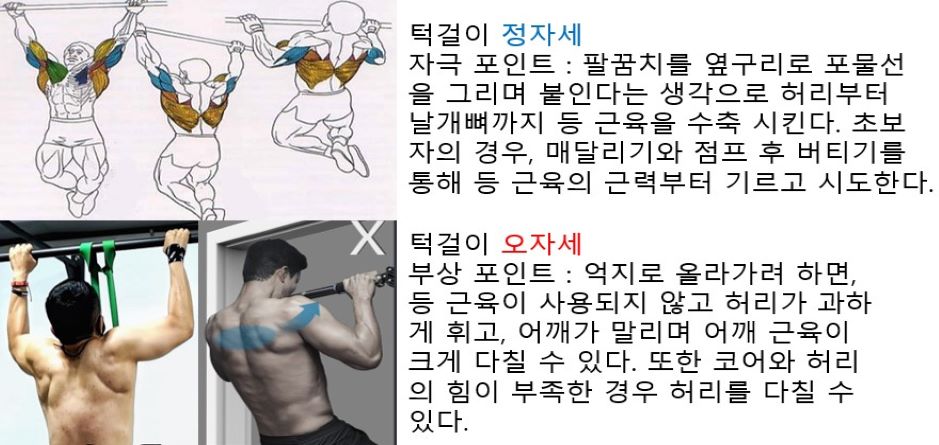 턱걸이 정자세
자극 포인트 : 팔꿈치를 옆구리로 포물선
을 그리며 붙인다는 생각으로 허리부터
날개뼈까지 등 근육을 수축 시킨다. 초보
자의 경우, 매달리기와 점프 후 버티기를
통해 등 근육의 근력부터 기르고 시도한다.
턱걸이 오자세
부상 포인트 : 억지로 올라가려 하면,
등 근육이 사용되지 않고 허리가 과하
게 휘고, 어깨가 말리며 어깨 근육이
크게 다칠 수 있다. 또한 코어와 허리
의 힘이 부족한 경우 허리를 다칠 수
있다.
X